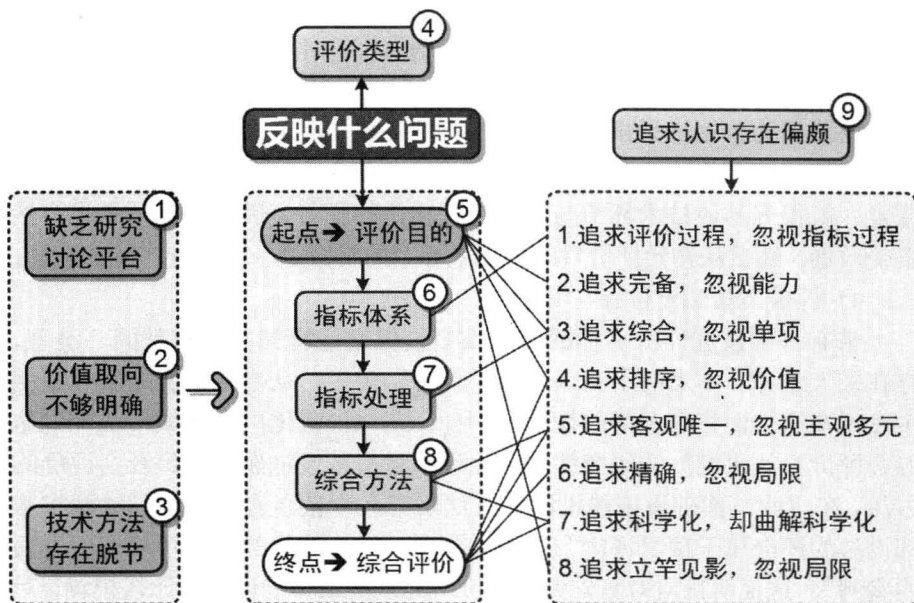 ④
评价类型
反映什么问题
⑨
追求认识存在偏颇
①
缺乏研究
讨论平台
②
价值取向
不够明确
③
技术方法
存在脱节
⑤
起点➔评价目的
⑥
指标体系
⑦
指标处理
⑧
综合方法
终点➔综合评价
1.追求评价过程，忽视指标过程
2.追求完备，忽视能力
3.追求综合，忽视单项
4.追求排序，忽视价值
5.追求客观唯一，忽视主观多元
6.追求精确，忽视局限
7.追求科学化，却曲解科学化
8.追求立竿见影，忽视局限